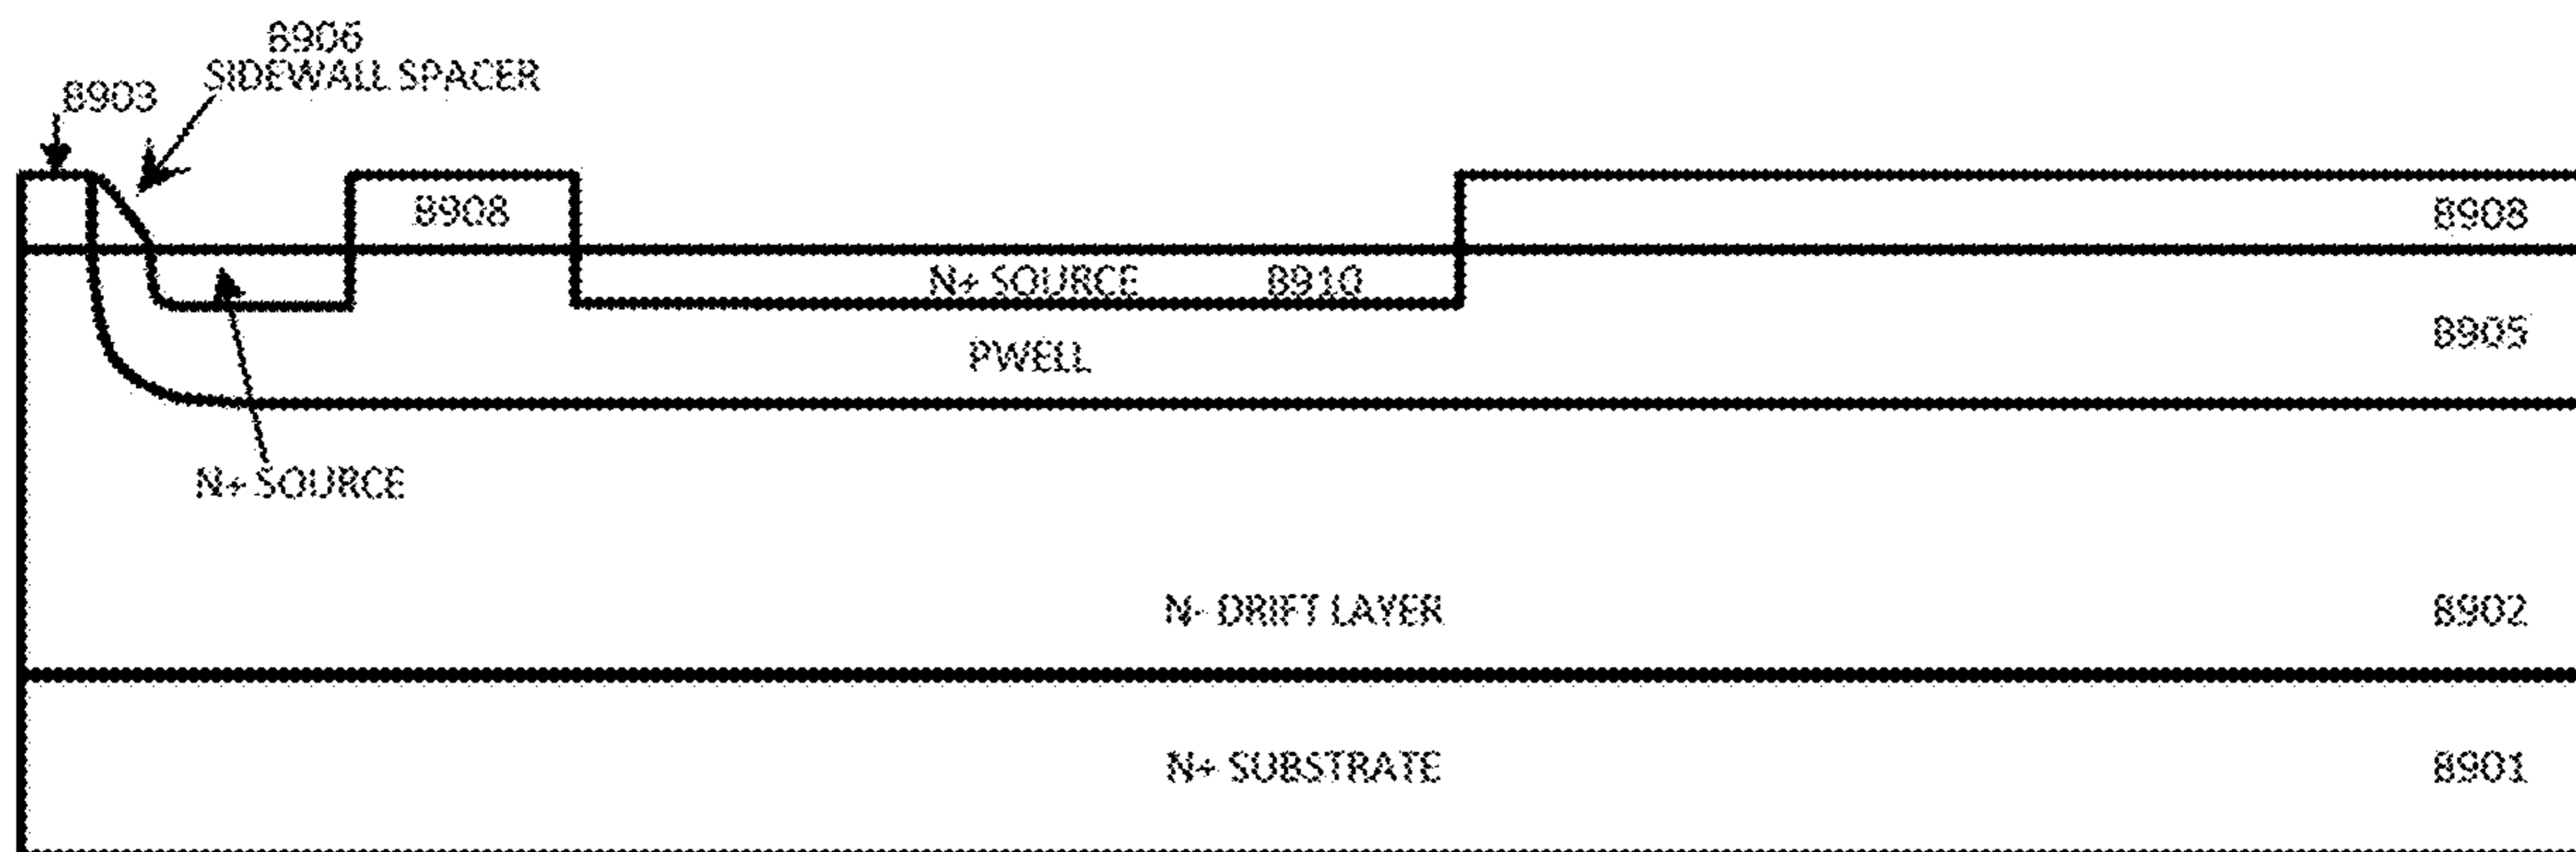 8906
SIDEWALL SPACER
8903
8908
8908
N+ SOURCE 8910
8905
PWELL
N+ SOURCE
N- DRIFT LAYER 8902
N+ SUBSTRATE 8901